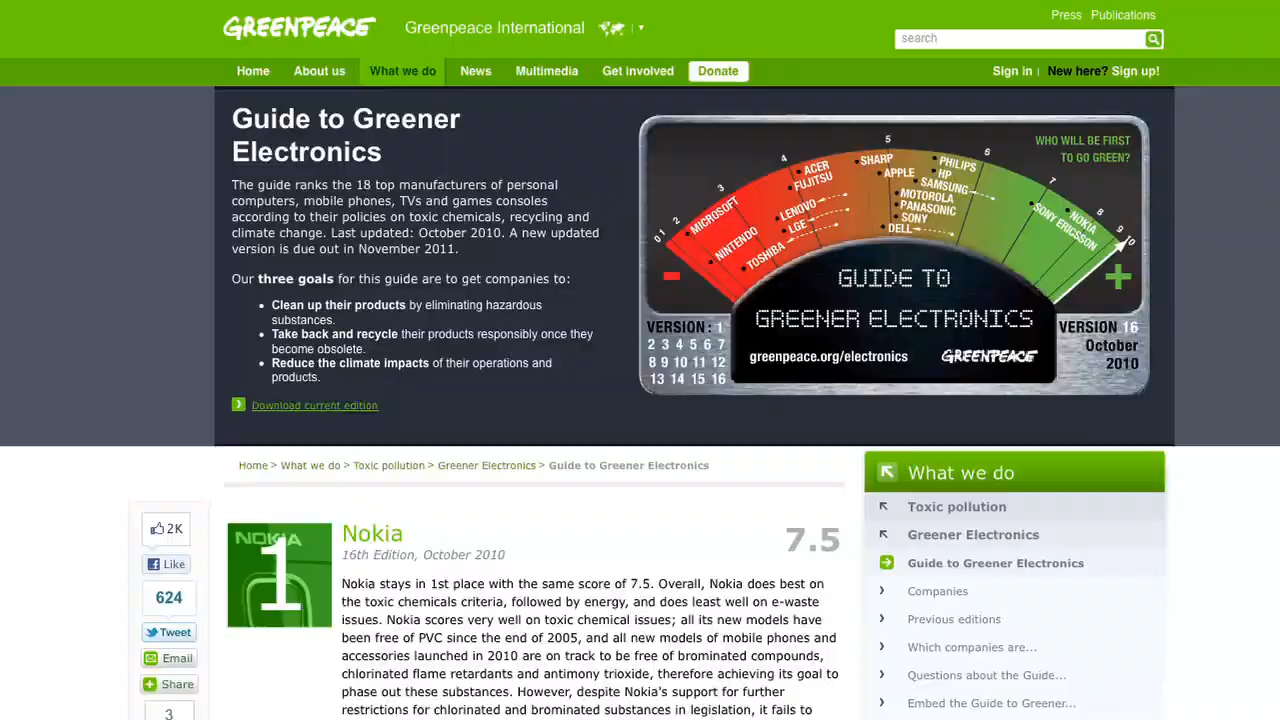 GREENPEACE
Greenpeace International
Press Publications
search
Home About us What we do News Multimedia Get involved Donate
Sign in | New here? Sign up!
Guide to Greener
Electronics
The guide ranks the 18 top manufacturers of personal
computers, mobile phones, TVs and games consoles
according to their policies on toxic chemicals, recycling and
climate change. Last updated: October 2010. A new updated
version is due out in November 2011.
Our three goals for this guide are to get companies to:
Clean up their products by eliminating hazardous
substances.
Take back and recycle their products responsibly once they
become obsolete.
Reduce the climate impacts of their operations and
products.
Download current edition
WHO WILL BE FIRST
TO GO GREEN?
0 1 2 3 4 5 6 7 8 9 10
MICROSOFT
NINTENDO
TOSHIBA
ACER
FUJITSU
LENOVO
LGE
SHARP
APPLE
PHILIPS
HP
SAMSUNG
MOTOROLA
PANASONIC
SONY
DELL
NOKIA
SONY ERICSSON
GUIDE TO
GREENER ELECTRONICS
greenpeace.org/electronics GREENPEACE
VERSION: 1
2 3 4 5 6 7
8 9 10 11 12
13 14 15 16
VERSION 16
October
2010
Home > What we do > Toxic pollution > Greener Electronics > Guide to Greener Electronics
2K
Like
624
Tweet
Email
Share
3
NOKIA
1
Nokia
7.5
16th Edition, October 2010
Nokia stays in 1st place with the same score of 7.5. Overall, Nokia does best on
the toxic chemicals criteria, followed by energy, and does least well on e-waste
issues. Nokia scores very well on toxic chemical issues; all its new models have
been free of PVC since the end of 2005, and all new models of mobile phones and
accessories launched in 2010 are on track to be free of brominated compounds,
chlorinated flame retardants and antimony trioxide, therefore achieving its goal to
phase out these substances. However, despite Nokia's support for further
restrictions for chlorinated and brominated substances in legislation, it fails to
What we do
Toxic pollution
Greener Electronics
Guide to Greener Electronics
Companies
Previous editions
Which companies are...
Questions about the Guide...
Embed the Guide to Greener...